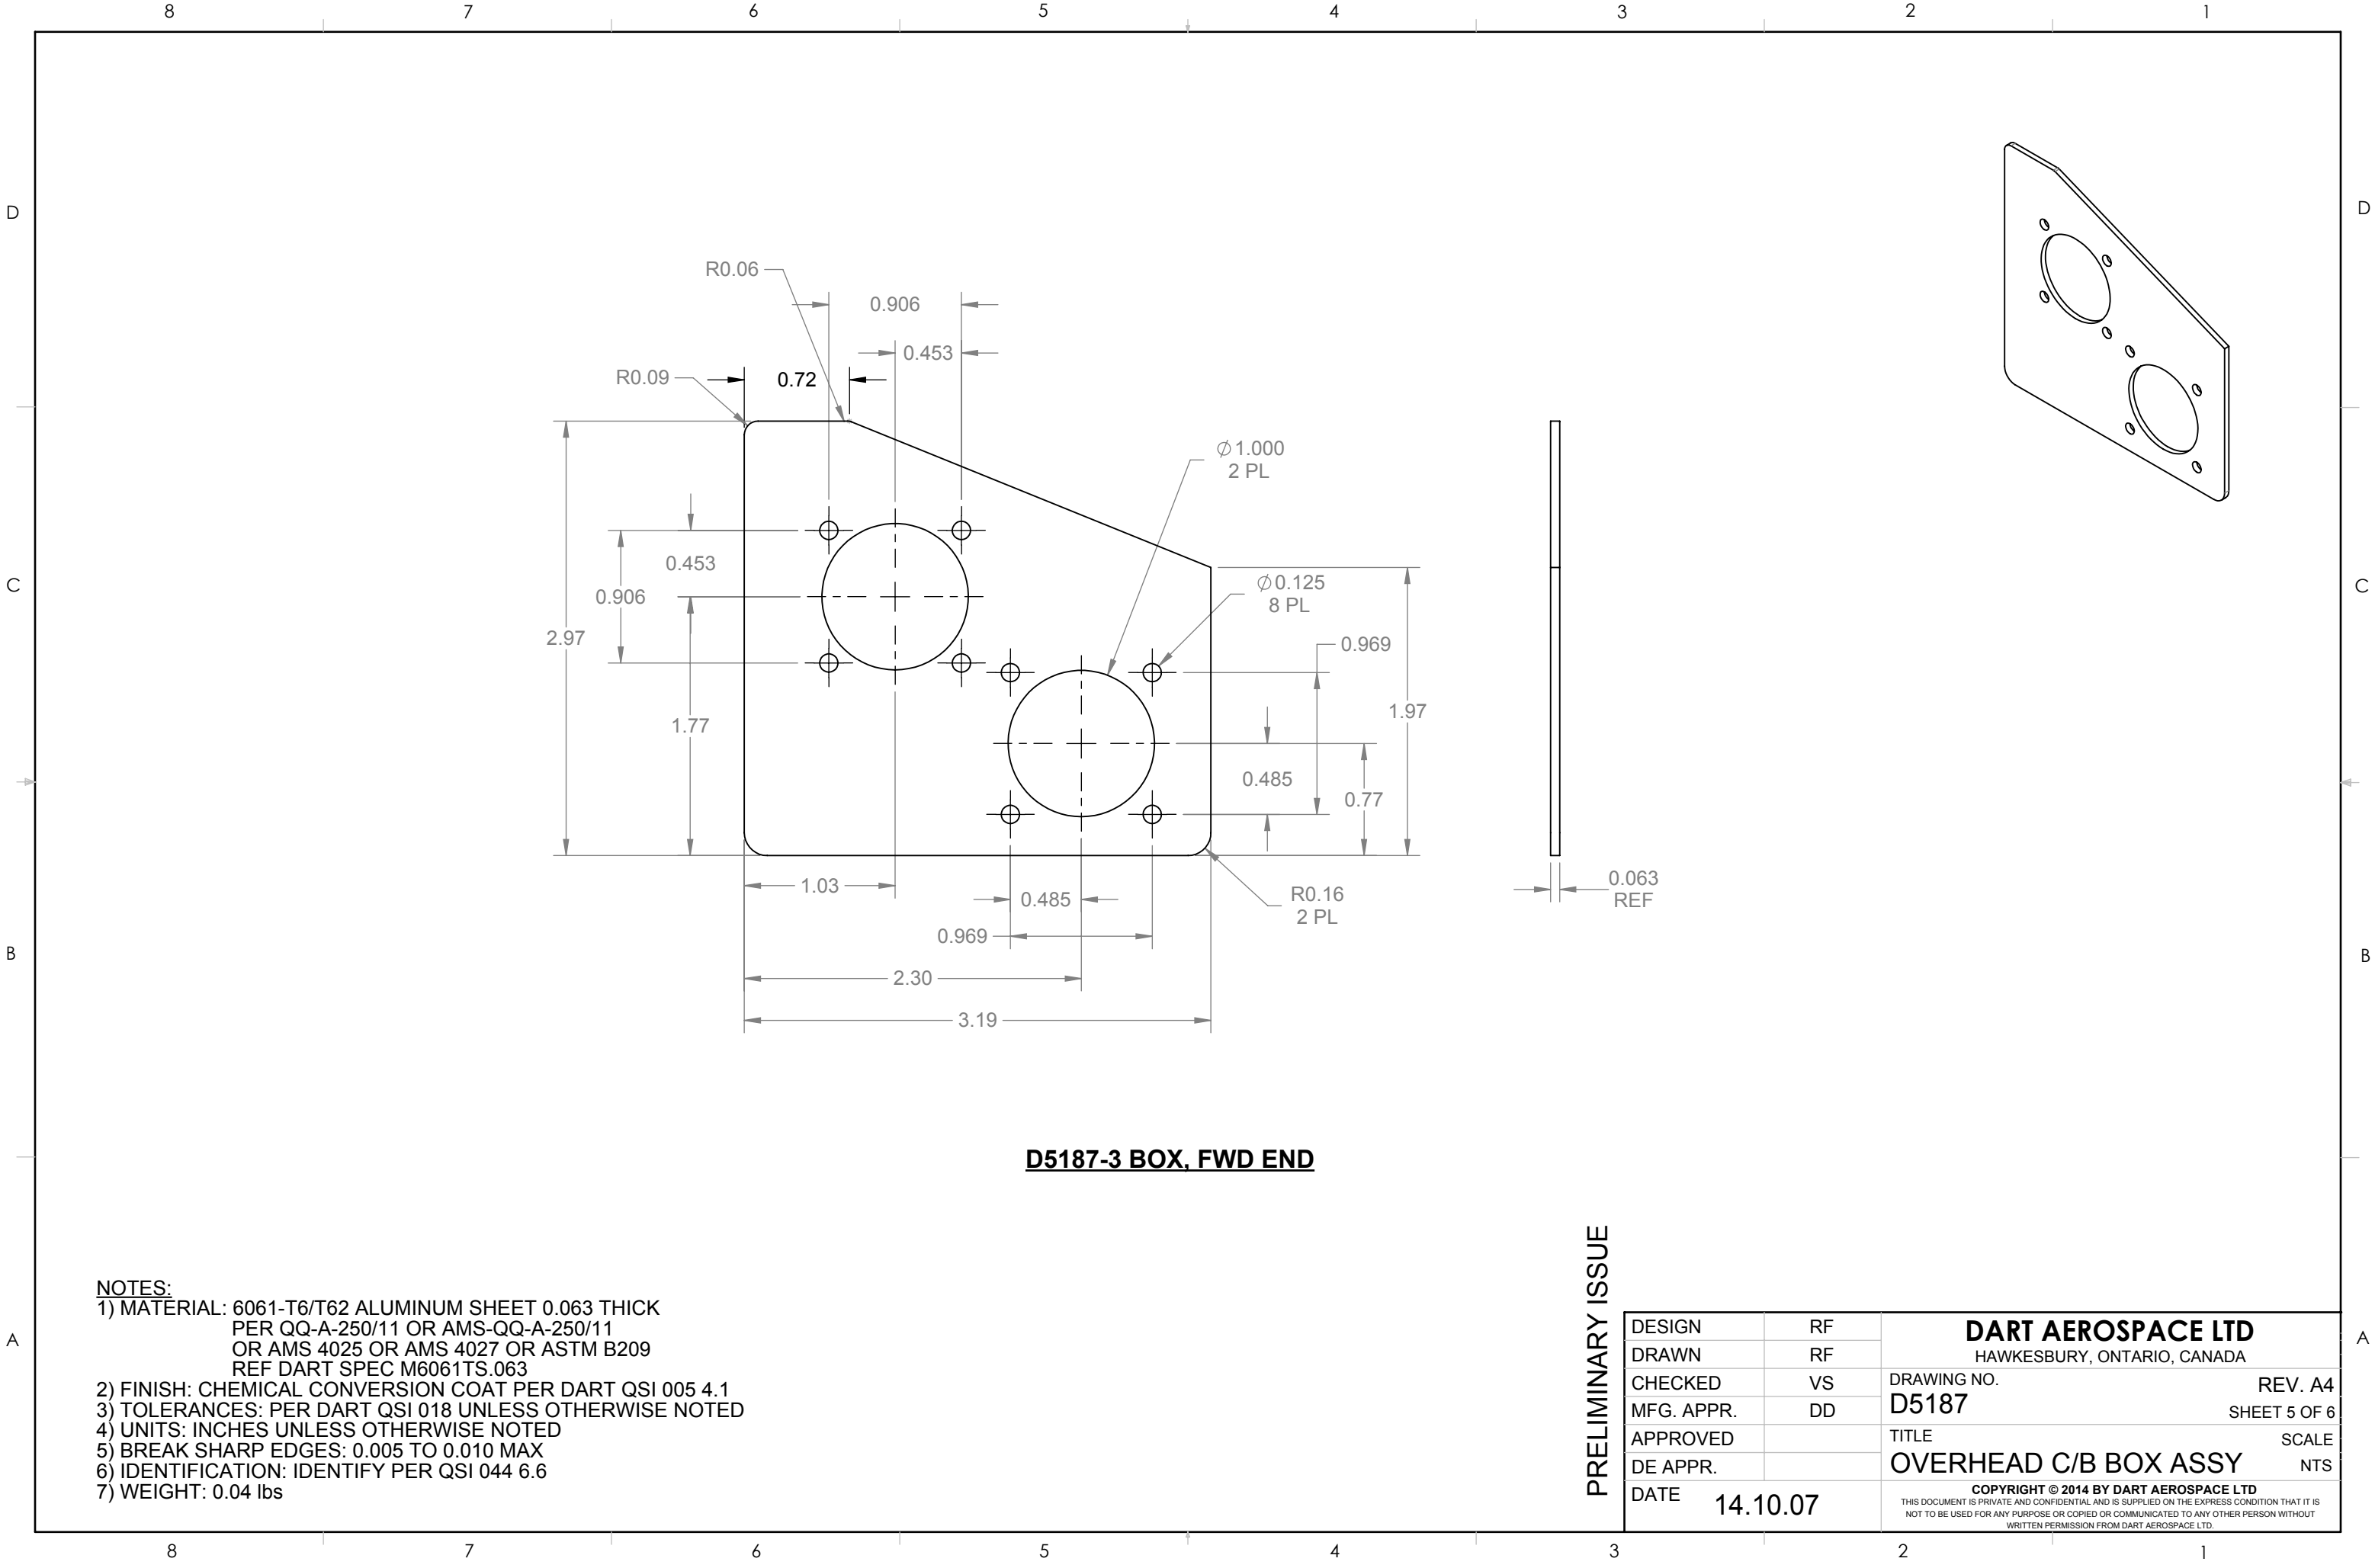 8 7 6 5 4 3 2 1
D D
R0.06
0.906
0.453
R0.09
0.72
Ø1.000
2 PL
0.453
0.906
Ø0.125
8 PL
C C
2.97
0.969
1.77
1.97
0.485
0.77
1.03
0.485
R0.16
2 PL
0.063
REF
0.969
B B
2.30
3.19
D5187-3 BOX, FWD END
NOTES:
1) MATERIAL: 6061-T6/T62 ALUMINUM SHEET 0.063 THICK
PER QQ-A-250/11 OR AMS-QQ-A-250/11
OR AMS 4025 OR AMS 4027 OR ASTM B209
REF DART SPEC M6061TS.063
2) FINISH: CHEMICAL CONVERSION COAT PER DART QSI 005 4.1
3) TOLERANCES: PER DART QSI 018 UNLESS OTHERWISE NOTED
4) UNITS: INCHES UNLESS OTHERWISE NOTED
5) BREAK SHARP EDGES: 0.005 TO 0.010 MAX
6) IDENTIFICATION: IDENTIFY PER QSI 044 6.6
7) WEIGHT: 0.04 lbs
A A
PRELIMINARY ISSUE
DESIGN RF
DRAWN RF
CHECKED VS
MFG. APPR. DD
APPROVED
DE APPR.
DATE 14.10.07
DART AEROSPACE LTD
HAWKESBURY, ONTARIO, CANADA
DRAWING NO. REV. A4
D5187 SHEET 5 OF 6
TITLE SCALE
OVERHEAD C/B BOX ASSY NTS
COPYRIGHT © 2014 BY DART AEROSPACE LTD
THIS DOCUMENT IS PRIVATE AND CONFIDENTIAL AND IS SUPPLIED ON THE EXPRESS CONDITION THAT IT IS
NOT TO BE USED FOR ANY PURPOSE OR COPIED OR COMMUNICATED TO ANY OTHER PERSON WITHOUT
WRITTEN PERMISSION FROM DART AEROSPACE LTD.
8 7 6 5 4 3 2 1